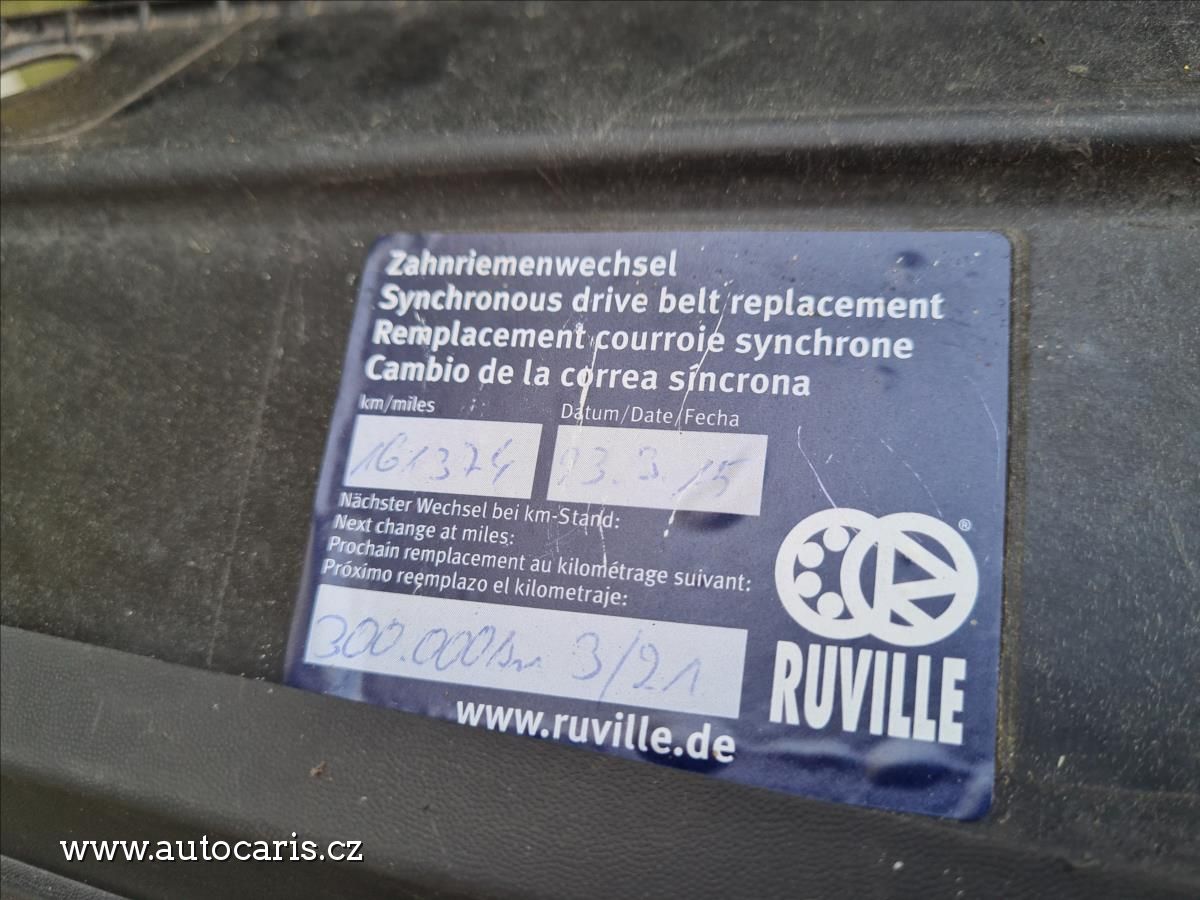 Zahnriemenwechsel
Synchronous drive belt replacement
Remplacement courroie synchrone
Cambio de la correa síncrona
km/miles
Datum/Date/Fecha
161374
23.3.15
Nächster Wechsel bei km-Stand:
Next change at miles:
Prochain remplacement au kilométrage suivant:
Próximo reemplazo el kilometraje:
300.000km 3/21
®
RUVILLE
www.ruville.de
www.autocaris.cz